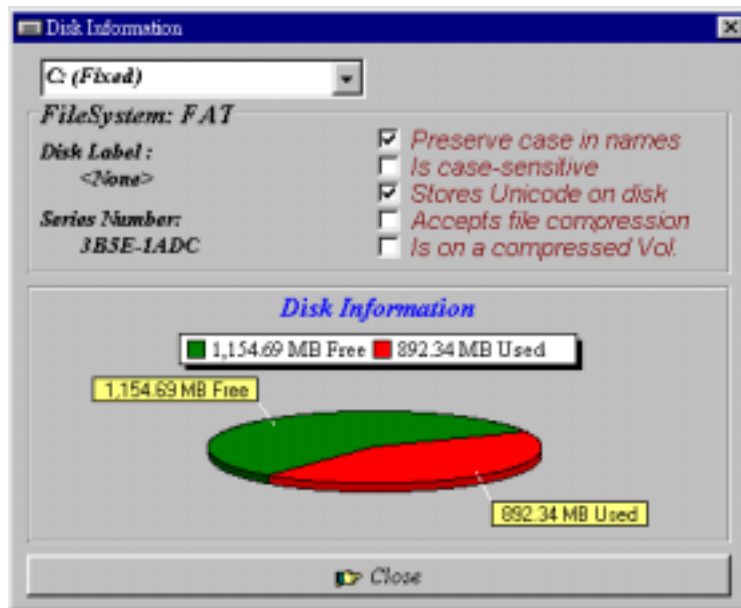 Disk Information
C: (Fixed)
FileSystem: FAT
Disk Label :
<None>
Series Number:
3B5E-1ADC
Preserve case in names
Is case-sensitive
Stores Unicode on disk
Accepts file compression
Is on a compressed Vol.
Disk Information
1,154.69 MB Free 892.34 MB Used
1,154.69 MB Free
892.34 MB Used
Close